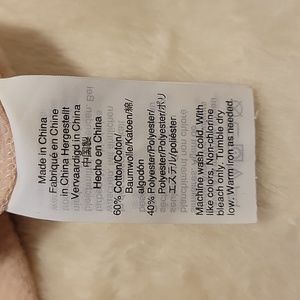 Made in China
Fabriqué en Chine
In China Hergestellt
Vervaardigd in China
中国製
Hecho en China
60% Cotton/Coton/
Baumwolle/Katoen/綿/
algodón
40% Polyester/Polyester/
Polyester/Polyester/ポリ
エステル/poliéster
Machine wash cold. With
like colors. Non-chlorine
bleach only. Tumble dry
low. Warm iron as needed.